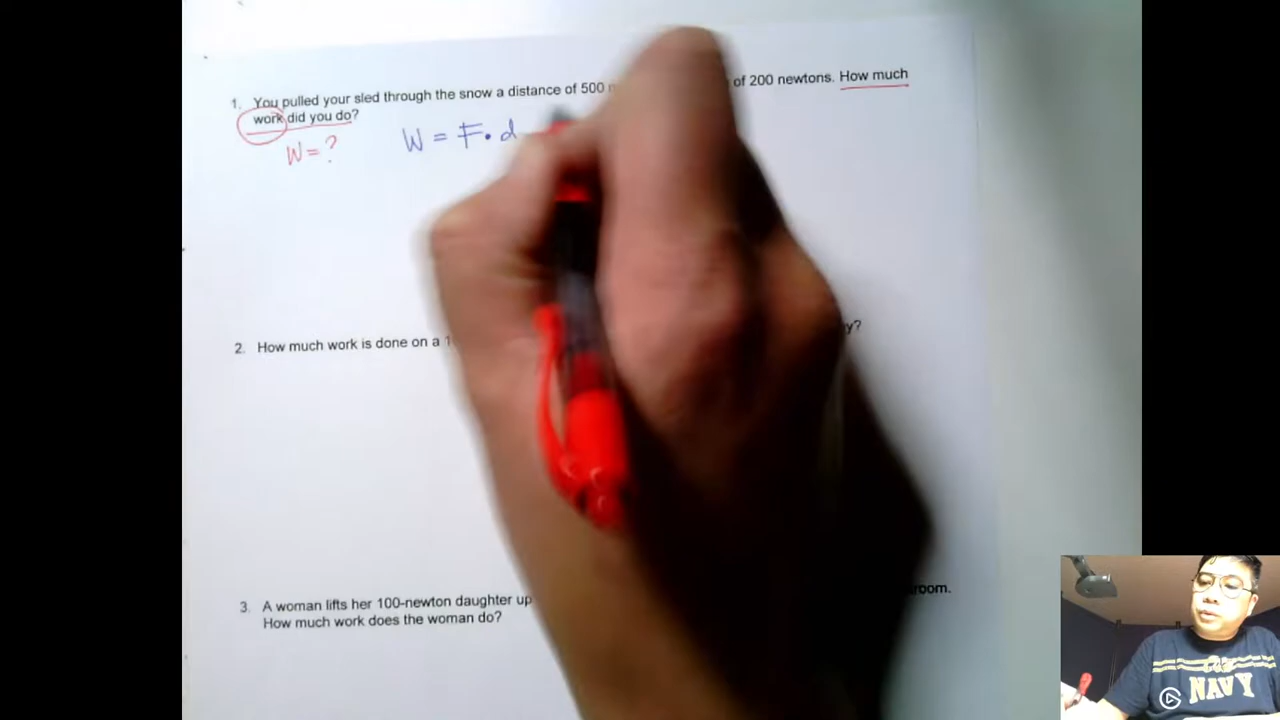 1. You pulled your sled through the snow a distance of 500 of 200 newtons. How much
work did you do?
W = ? W = F • d
2. How much work is done on a y?
3. A woman lifts her 100-newton daughter up room.
How much work does the woman do?
NAVY